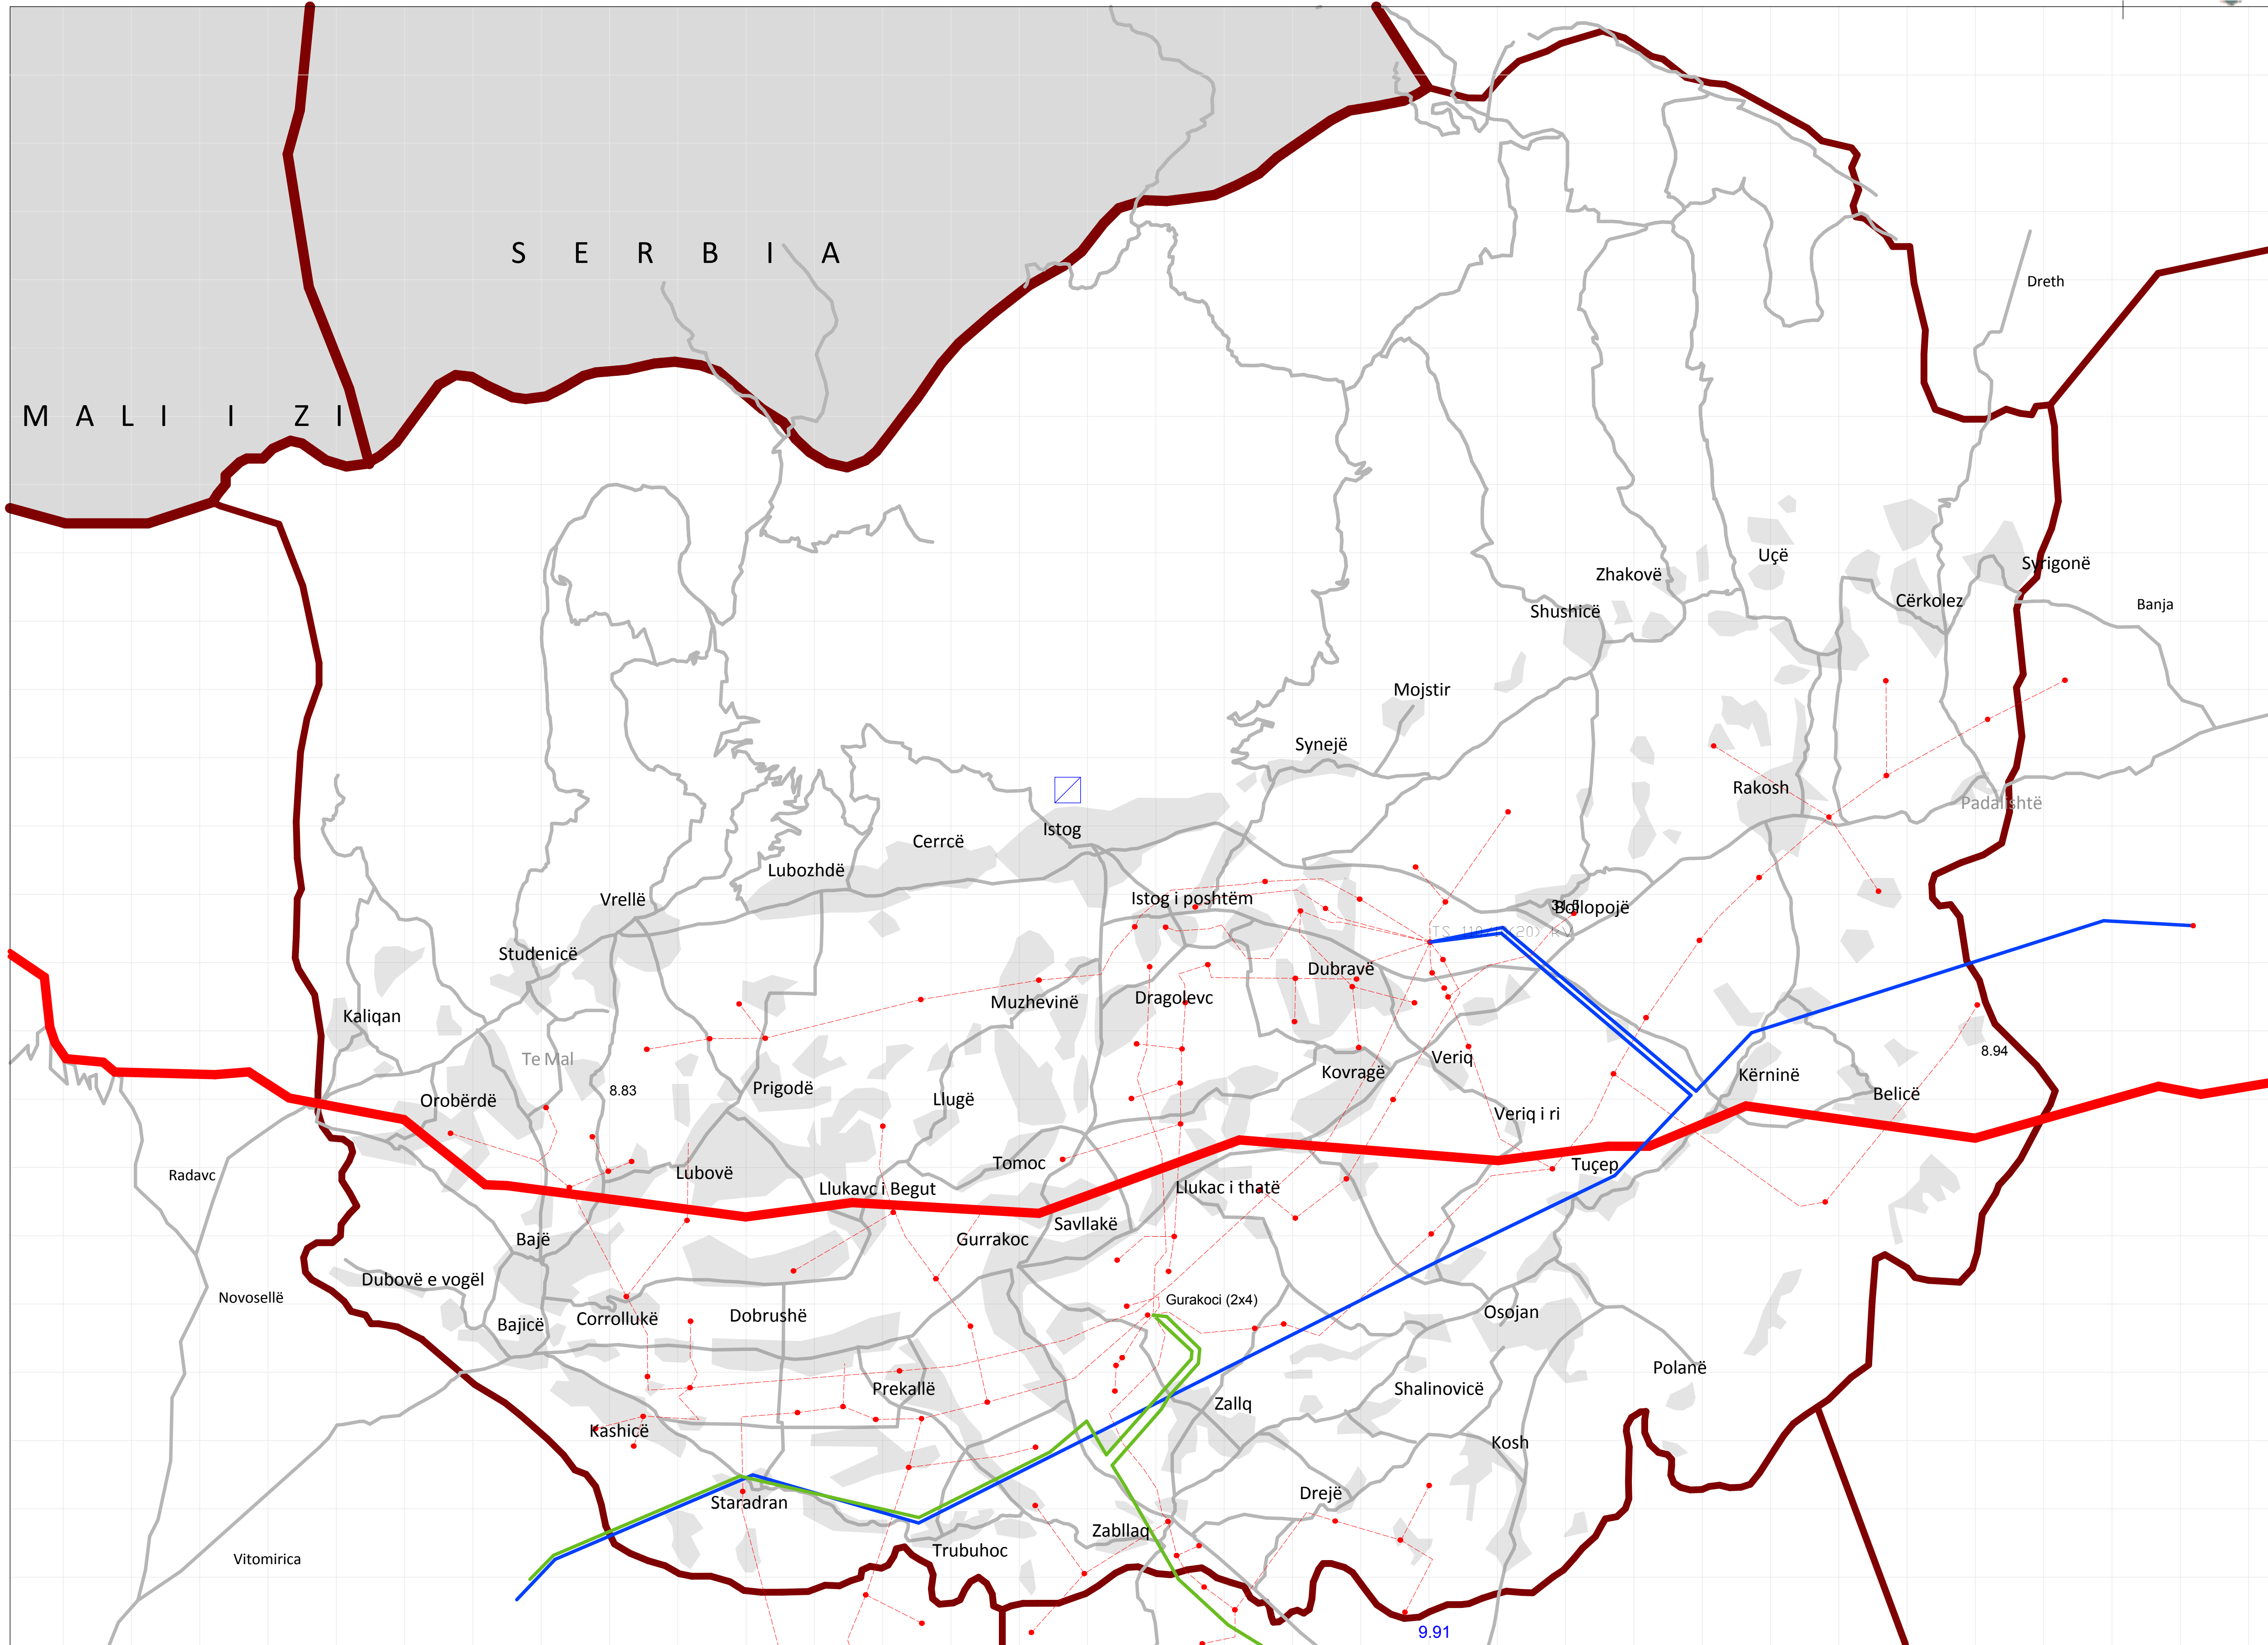 S E R B I A
Dreth
M A L I I Z I
Uçë
Syrigonë
Zhakovë
Cërkolez
Banja
Shushicë
Mojstir
Synejë
Rakosh
Padalishtë
Istog
Cerrcë
Lubozhdë
Vrellë
Istog i poshtëm
Bollopojë
Studenicë
Dubravë
Dragolevc
Muzhevinë
Kaliqan
Te Mal
8.94
Veriq
Kovragë
Kërninë
8.83
Prigodë
Belicë
Orobërdë
Llugë
Veriq i ri
Tomoc
Tuçep
Radavc
Lubovë
Llukavc i Begut
Llukac i thatë
Savllakë
Bajë
Gurrakoc
Dubovë e vogël
Novosellë
Gurakoci (2x4)
Osojan
Dobrushë
Corrollukë
Bajicë
Polanë
Prekallë
Shalinovicë
Zallq
Kashicë
Kosh
Drejë
Staradran
Zabllaq
Trubuhoc
Vitomirica
9.91